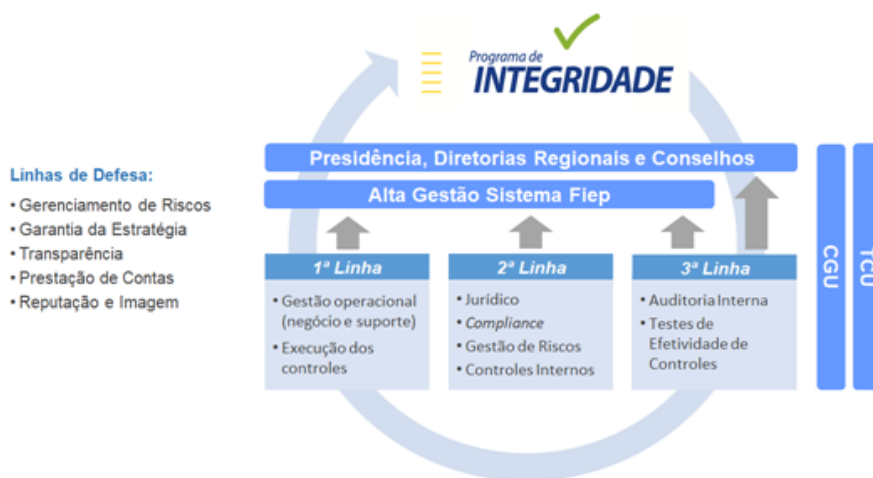 Programa de
INTEGRIDADE
Linhas de Defesa:
• Gerenciamento de Riscos
• Garantia da Estratégia
• Transparência
• Prestação de Contas
• Reputação e Imagem
Presidência, Diretorias Regionais e Conselhos
Alta Gestão Sistema Fiep
1ª Linha
• Gestão operacional
(negócio e suporte)
• Execução dos
controles
2ª Linha
• Jurídico
• Compliance
• Gestão de Riscos
• Controles Internos
3ª Linha
• Auditoria Interna
• Testes de
Efetividade de
Controles
CGU
TCU